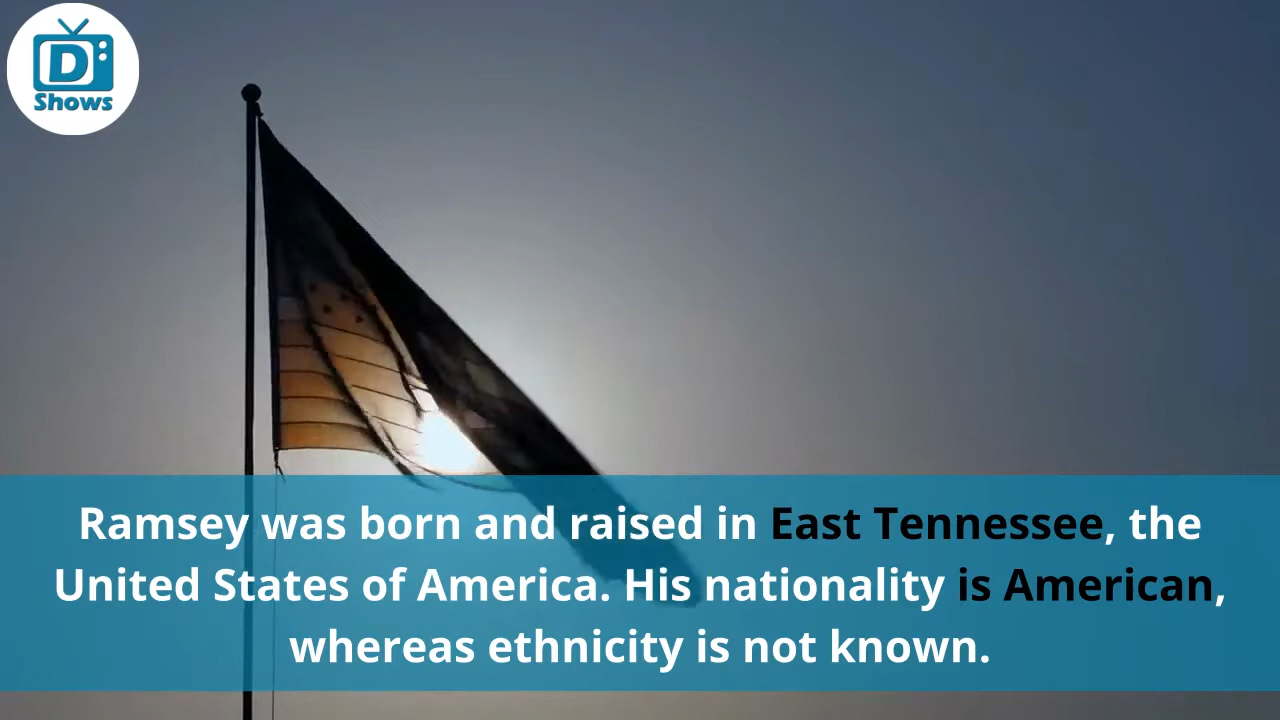 D
Shows
Ramsey was born and raised in East Tennessee, the
United States of America. His nationality is American,
whereas ethnicity is not known.